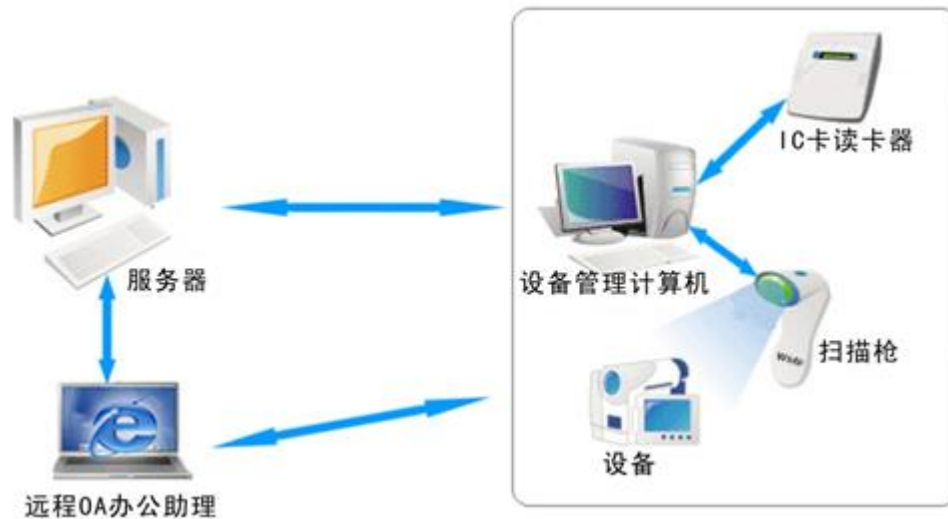 IC卡读卡器
服务器
设备管理计算机
扫描枪
设备
远程OA办公助理